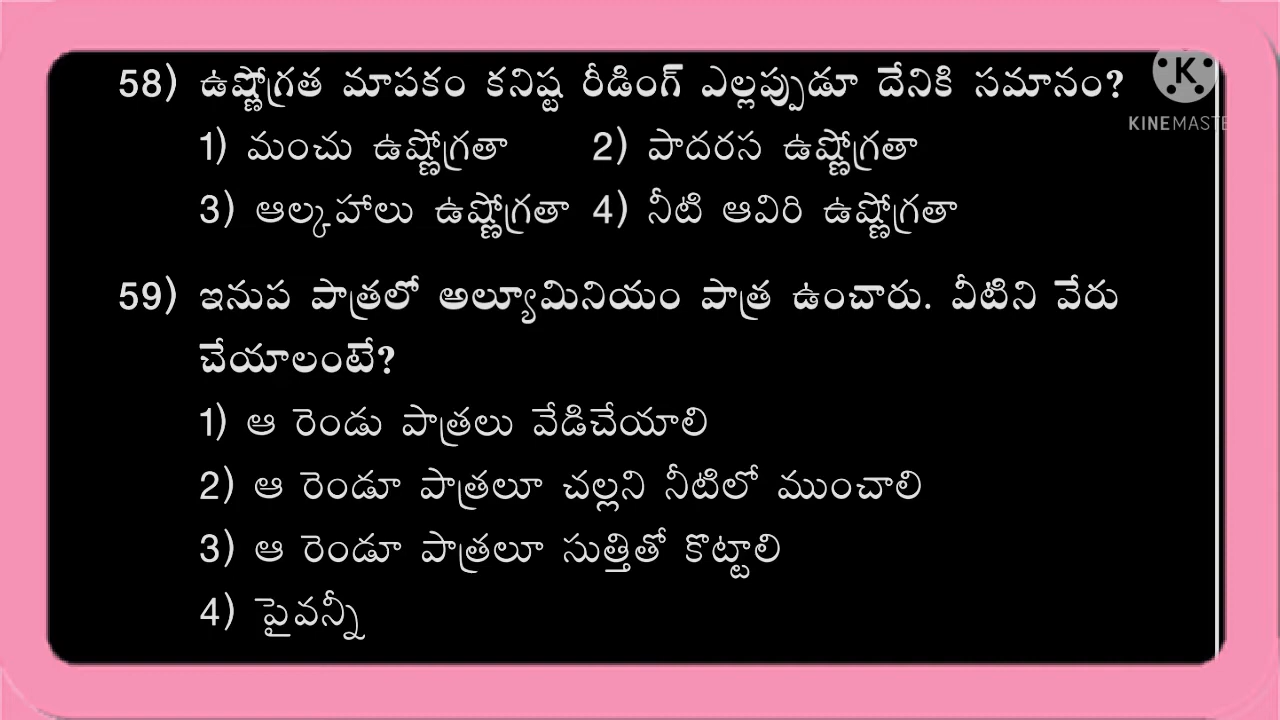 58) ఉష్ణోగ్రత మాపకం కనిష్ట రీడింగ్ ఎల్లప్పుడూ దేనికి సమానం?
K
KINEMASTE
1) మంచు ఉష్ణోగ్రతా 2) పాదరస ఉష్ణోగ్రతా
3) ఆల్కహాలు ఉష్ణోగ్రతా 4) నీటి ఆవిరి ఉష్ణోగ్రతా
59) ఇనుప పాత్రలో అల్యూమినియం పాత్ర ఉంచారు. వీటిని వేరు
చేయాలంటే?
1) ఆ రెండు పాత్రలు వేడిచేయాలి
2) ఆ రెండూ పాత్రలూ చల్లని నీటిలో ముంచాలి
3) ఆ రెండూ పాత్రలూ సుత్తితో కొట్టాలి
4) పైవన్నీ